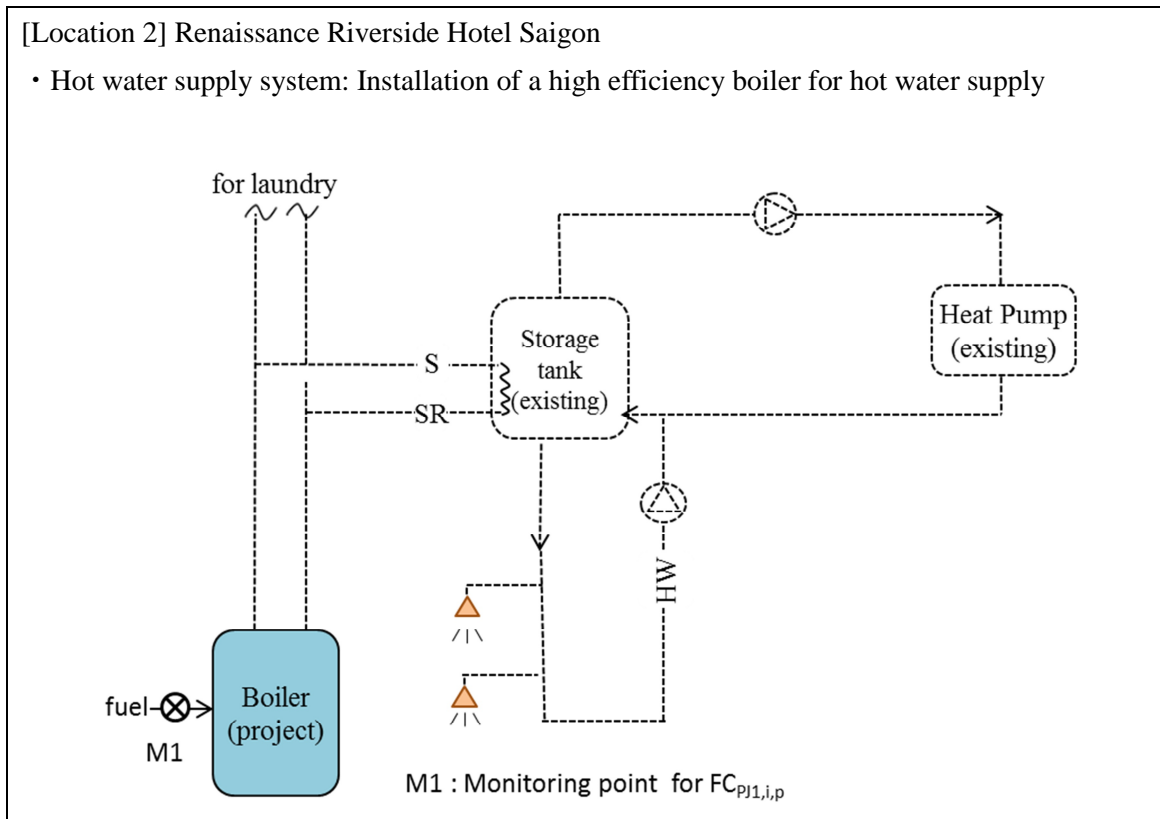 [Location 2] Renaissance Riverside Hotel Saigon
・Hot water supply system: Installation of a high efficiency boiler for hot water supply
for laundry
Storage
tank
(existing)
Heat Pump
(existing)
S
SR
HW
Boiler
(project)
fuel
M1
M1 : Monitoring point for FCPJ1,i,p